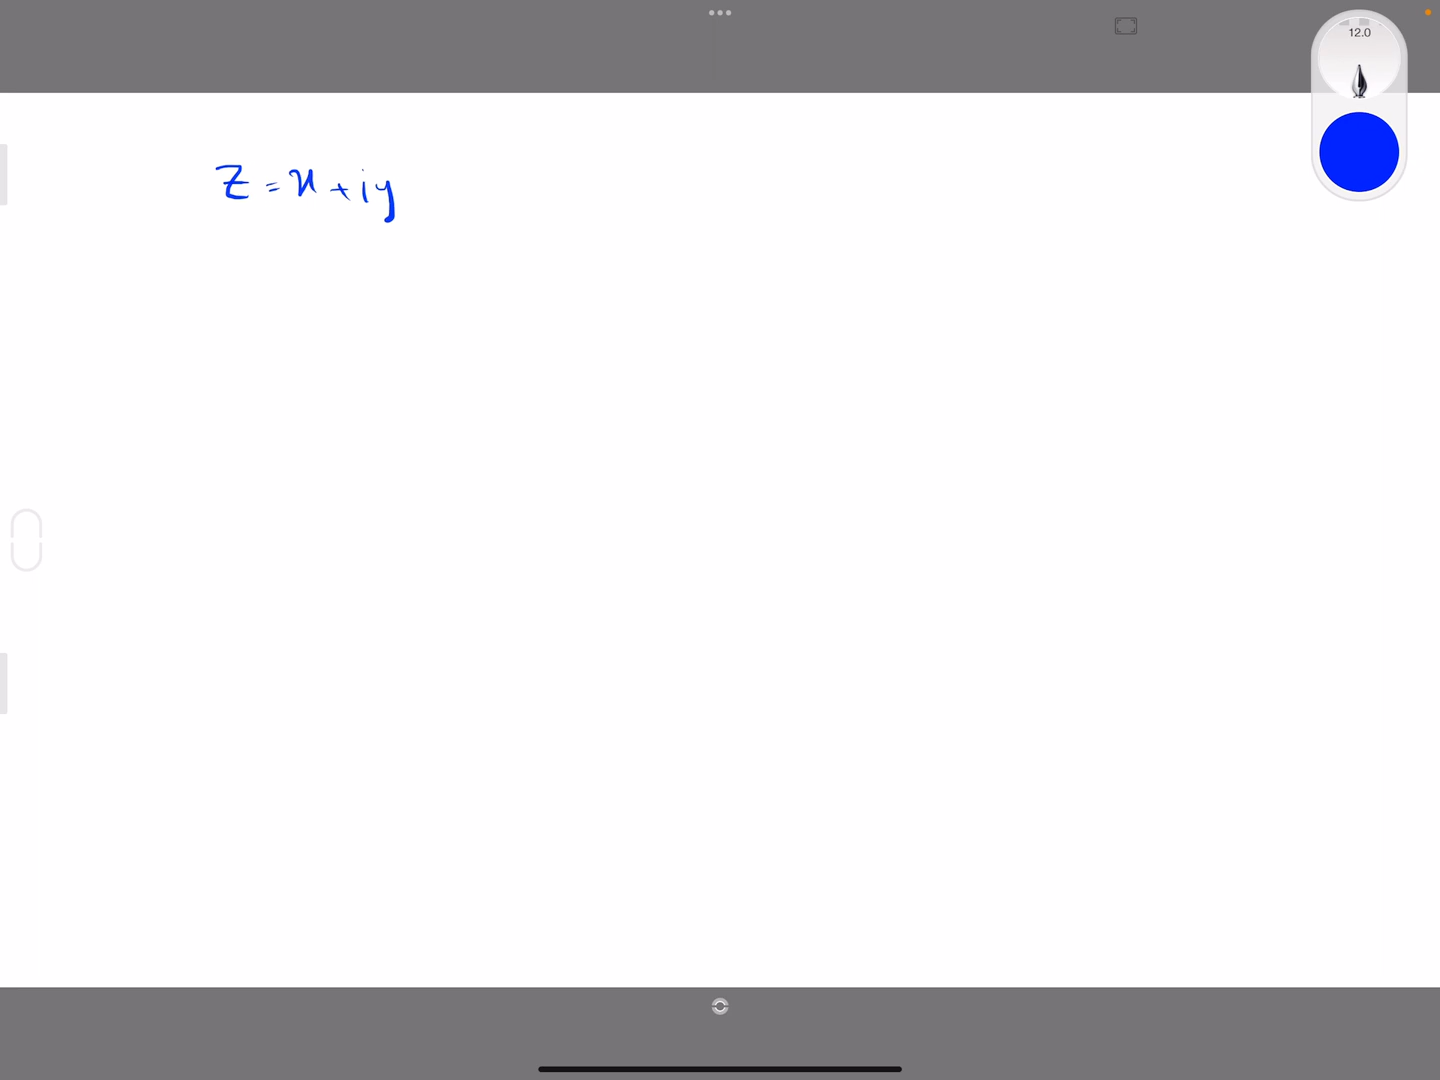 12.0
z = x + iy